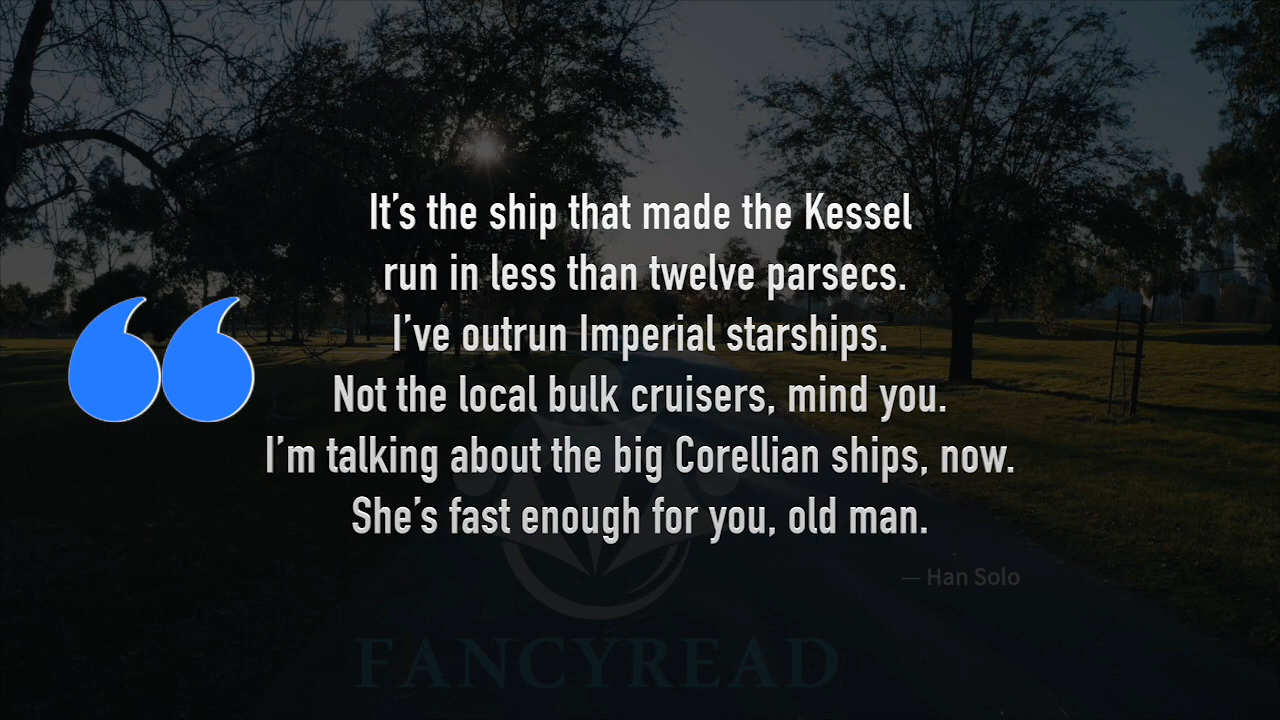 It’s the ship that made the Kessel
run in less than twelve parsecs.
I’ve outrun Imperial starships.
Not the local bulk cruisers, mind you.
I’m talking about the big Corellian ships, now.
She’s fast enough for you, old man.
— Han Solo
FANCYREAD